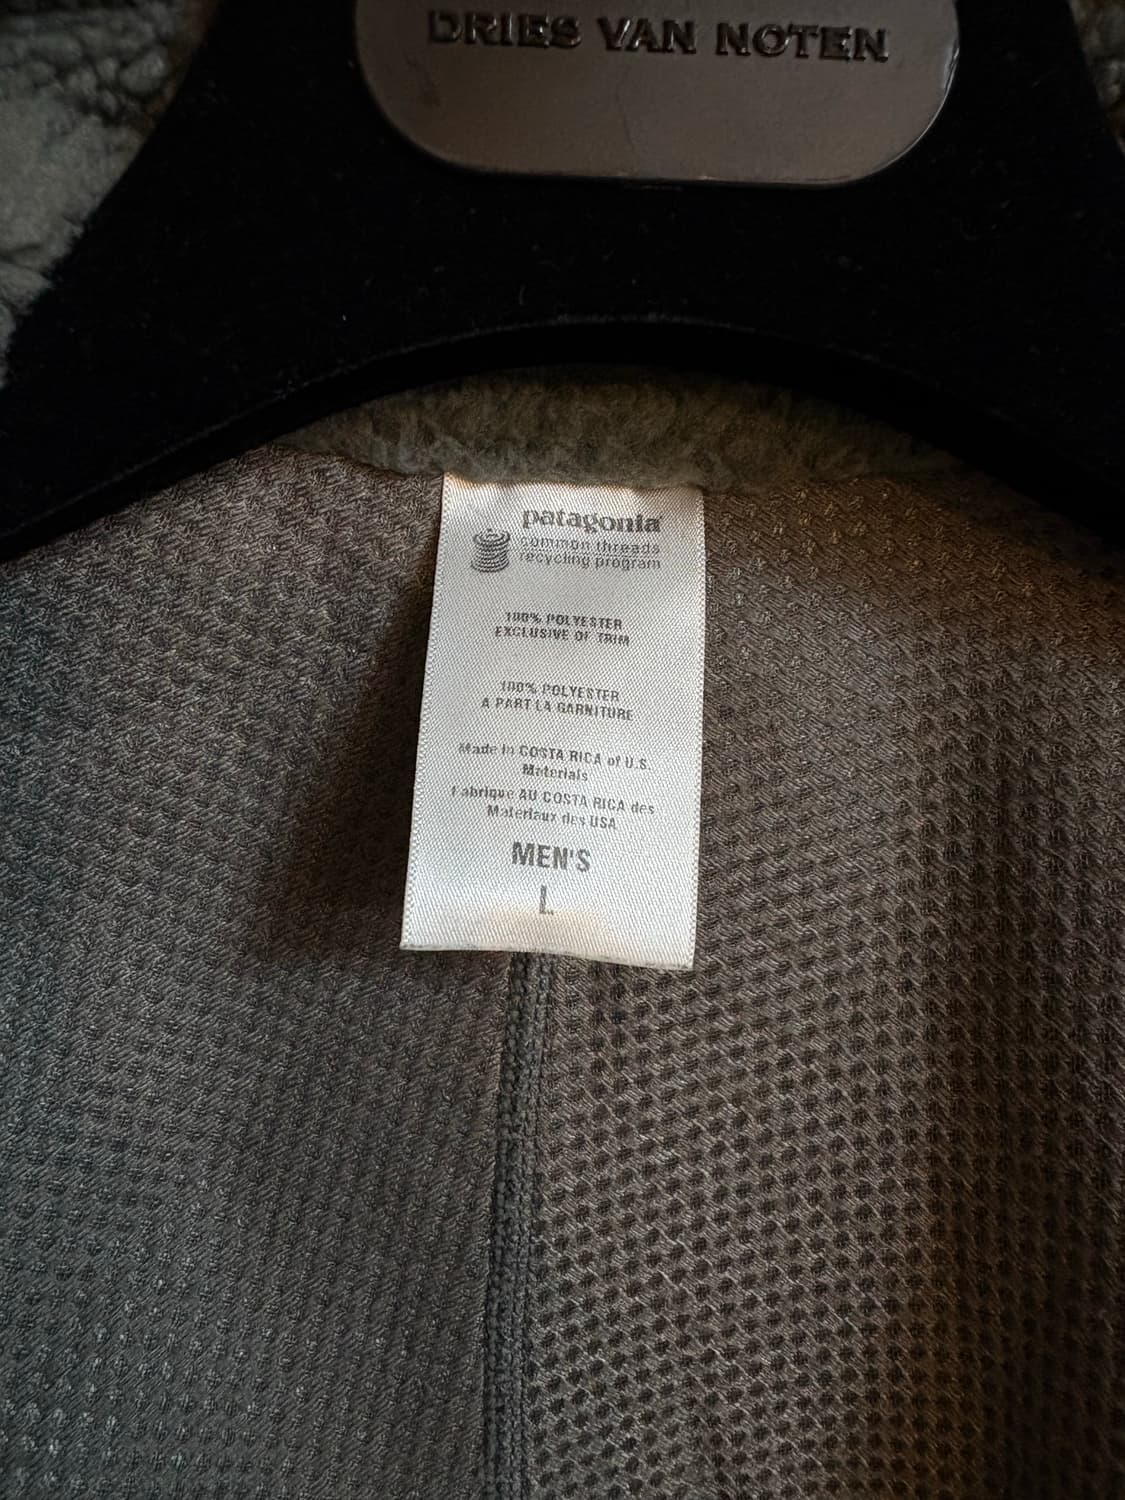 DRIES VAN NOTEN
patagonia®
common threads
recycling program
100% POLYESTER
EXCLUSIVE OF TRIM
100% POLYESTER
A PART LA GARNITURE
Made in COSTA RICA of U.S.
Materials
Fabrique AU COSTA RICA des
Materiaux des USA
MEN'S
L